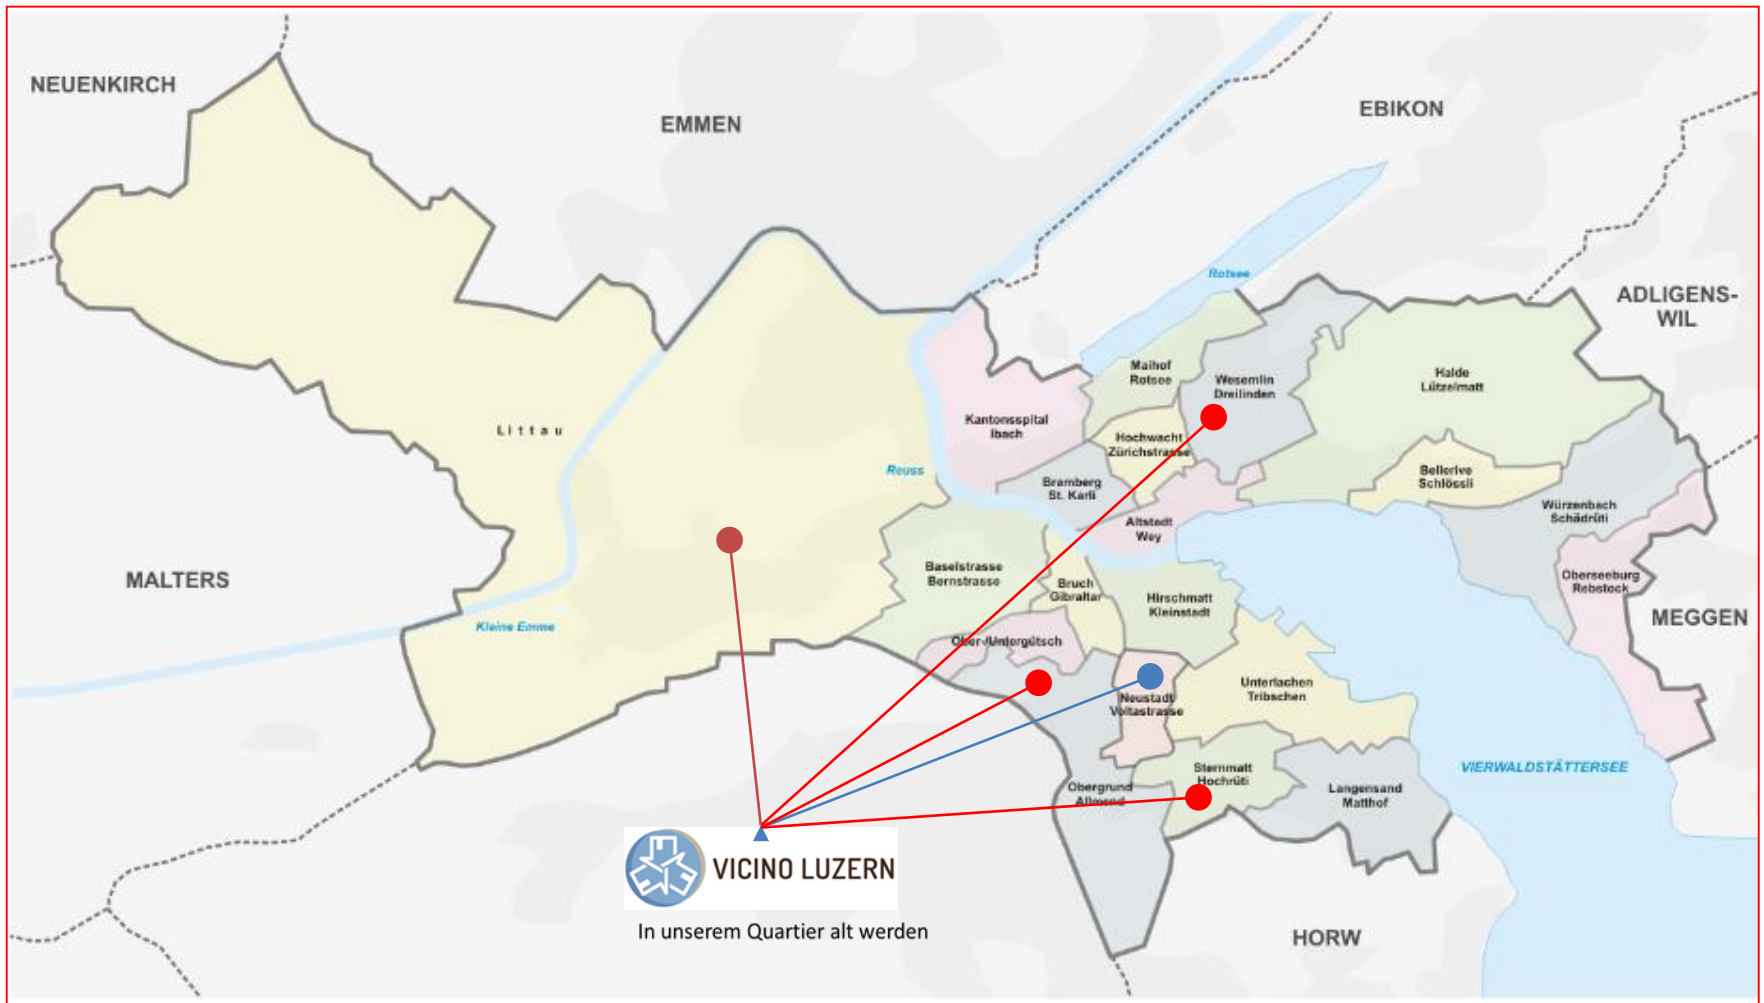 NEUENKIRCH
EMMEN
EBIKON
ADLIGENS-
WIL
Rotsee
Maihof
Rotsee
Wesemlin
Dreilinden
Halde
Lützelmatt
Kantonsspital
Ibach
Littau
Hochwacht
Zürichstrasse
Reuss
Bramberg
St. Karli
Bellerive
Schlössli
Würzenbach
Schädrüti
Altstadt
Wey
MALTERS
Baselstrasse
Bernstrasse
Bruch
Gibraltar
Hirschmatt
Kleinstadt
Oberseeburg
Rebstock
MEGGEN
Kleine Emme
Ober-/Untergütsch
Neustadt
Voltastrasse
Unterlachen
Tribschen
VIERWALDSTÄTTERSEE
Sternmatt
Hochrüti
Obergrund
Allmend
Langensand
Matthof
VICINO LUZERN
In unserem Quartier alt werden
HORW